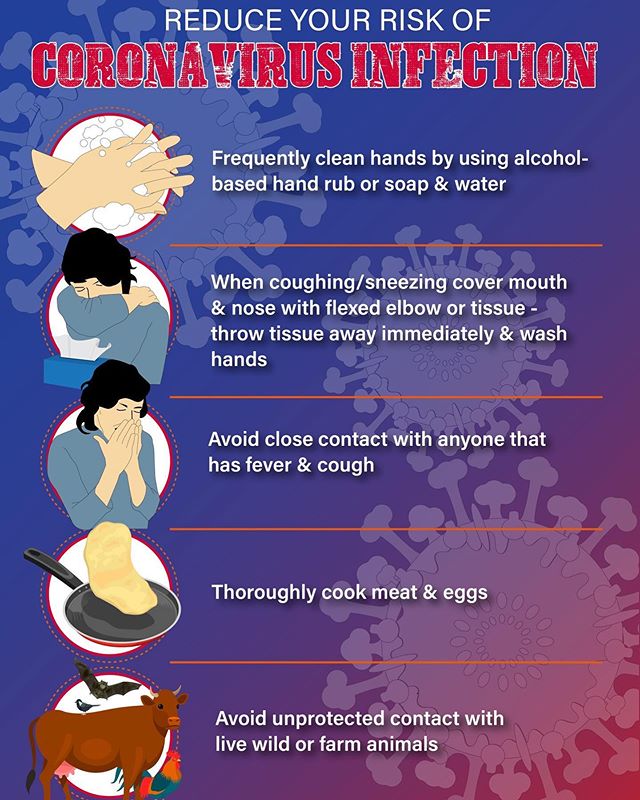 REDUCE YOUR RISK OF
CORONAVIRUS INFECTION
Frequently clean hands by using alcohol-
based hand rub or soap & water
When coughing/sneezing cover mouth
& nose with flexed elbow or tissue -
throw tissue away immediately & wash
hands
Avoid close contact with anyone that
has fever & cough
Thoroughly cook meat & eggs
Avoid unprotected contact with
live wild or farm animals